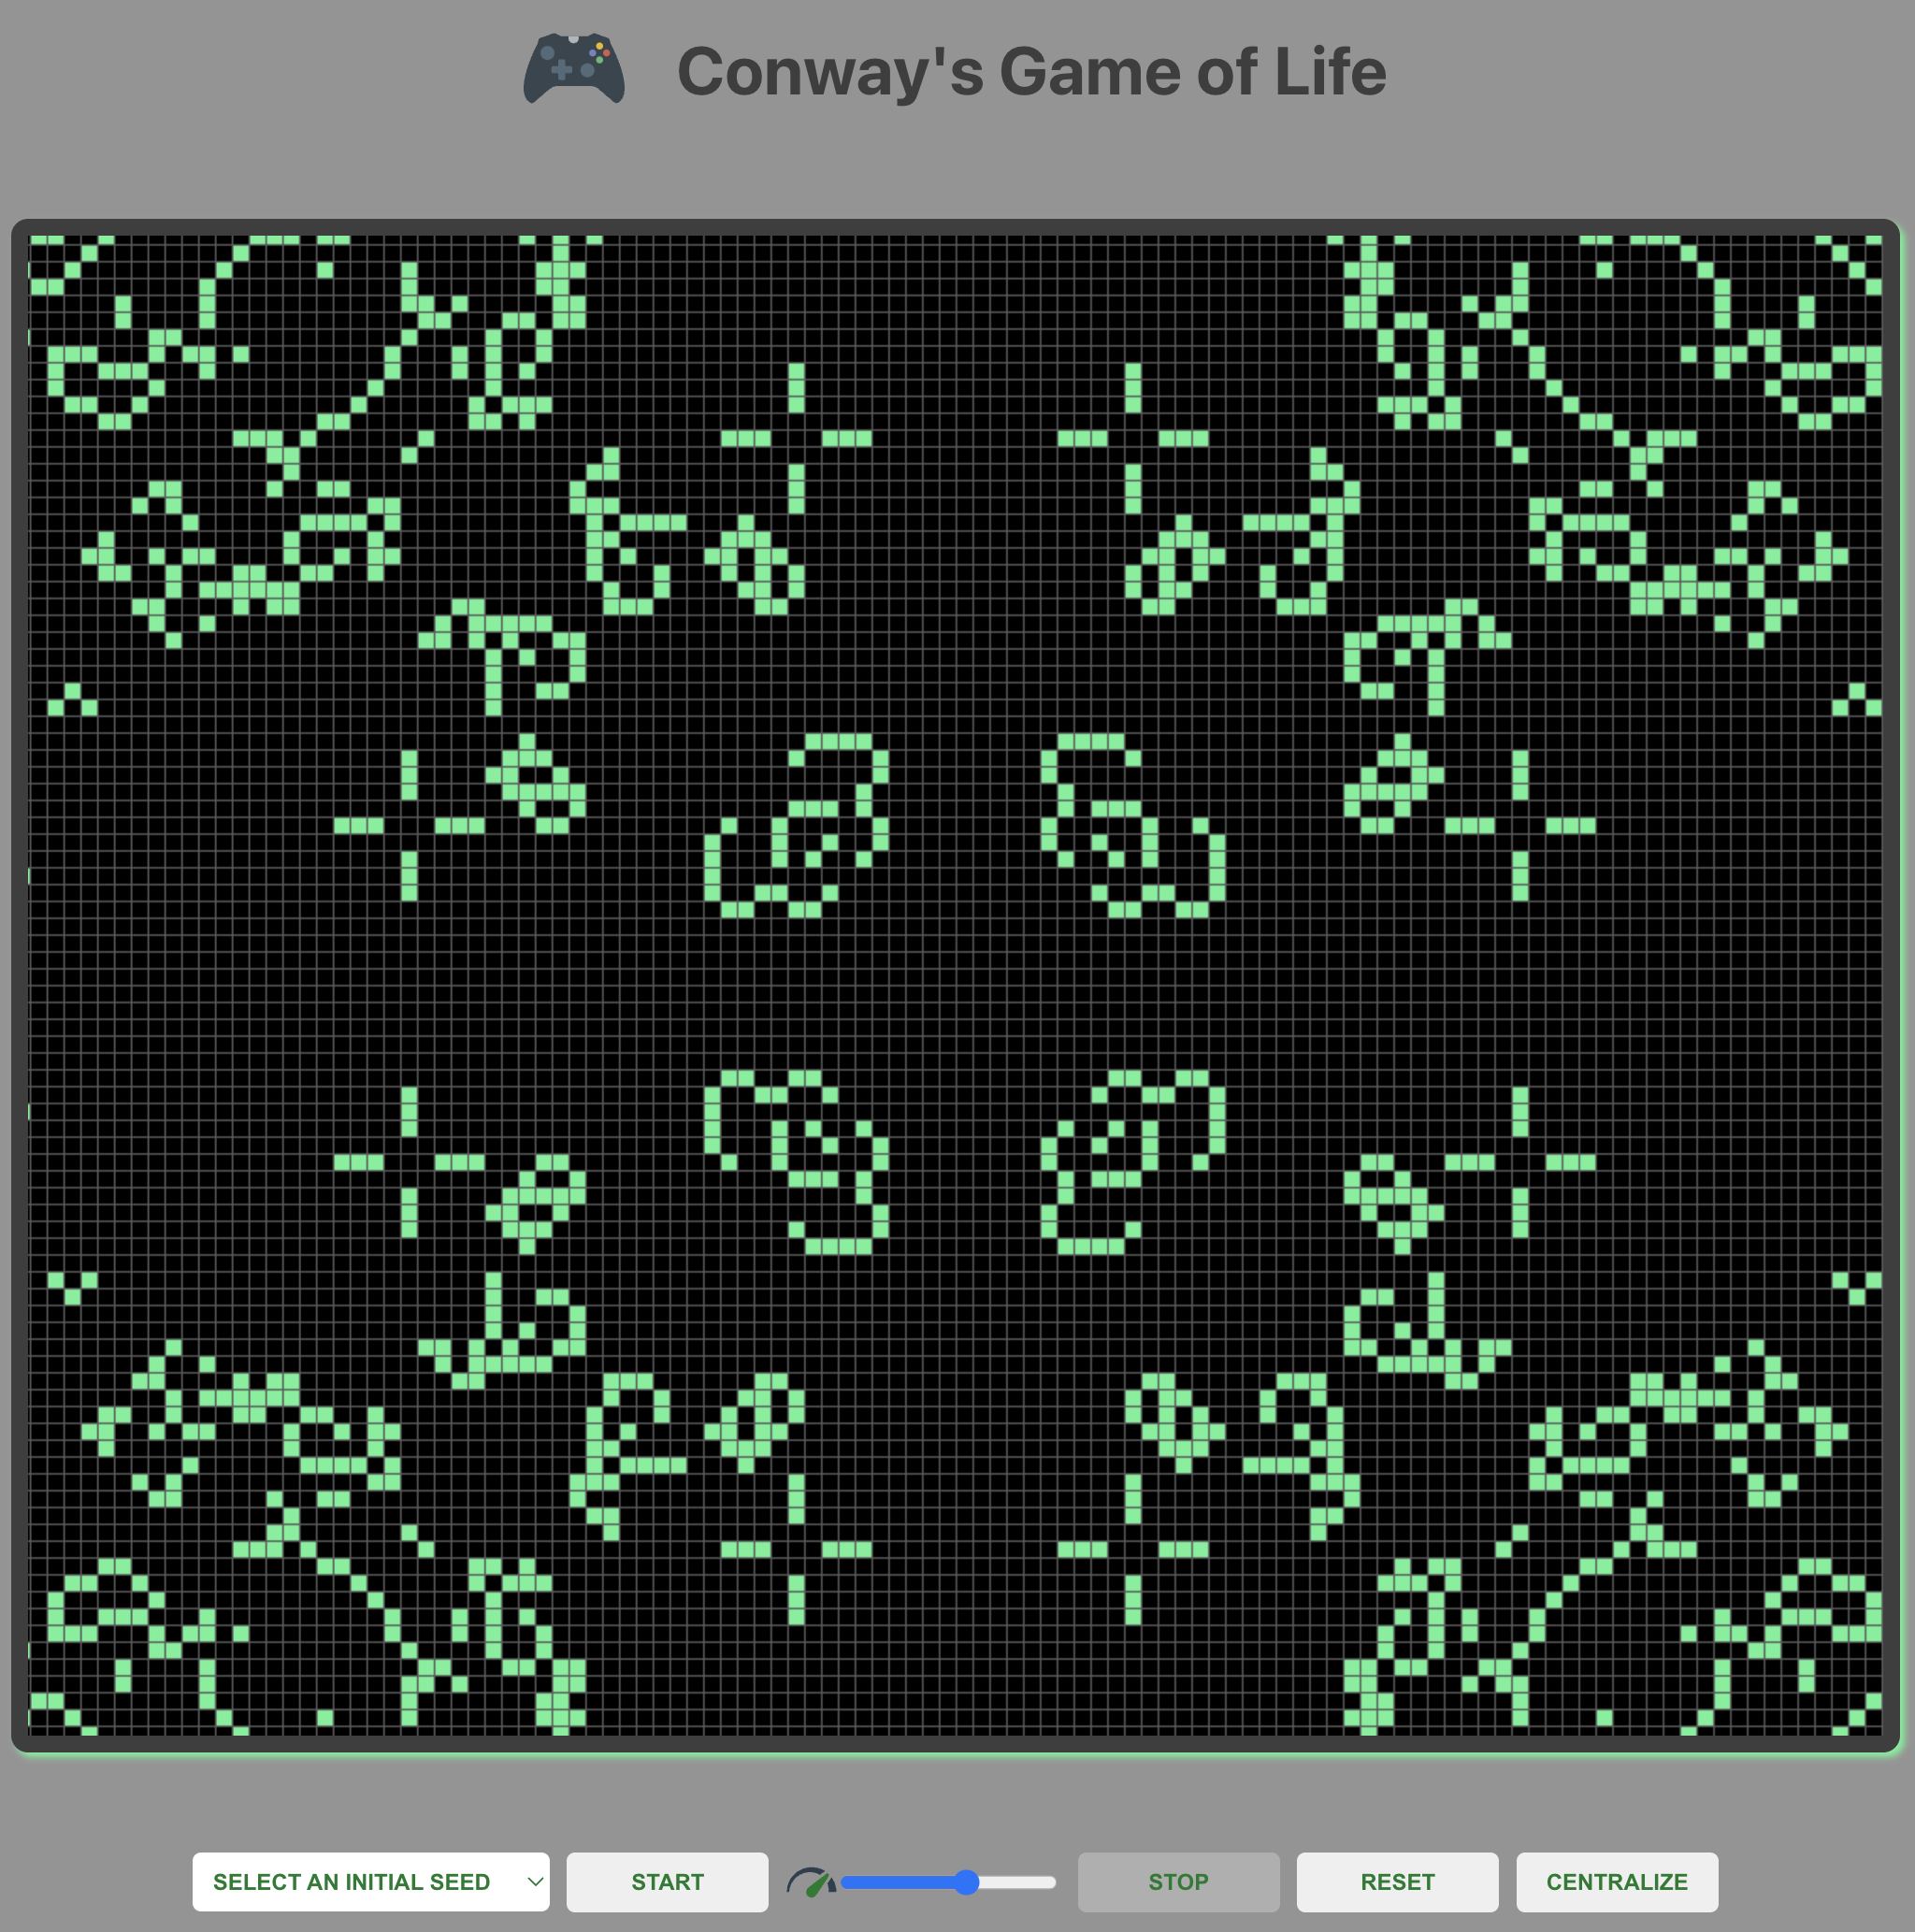 Conway's Game of Life
SELECT AN INITIAL SEED
START
STOP
RESET
CENTRALIZE